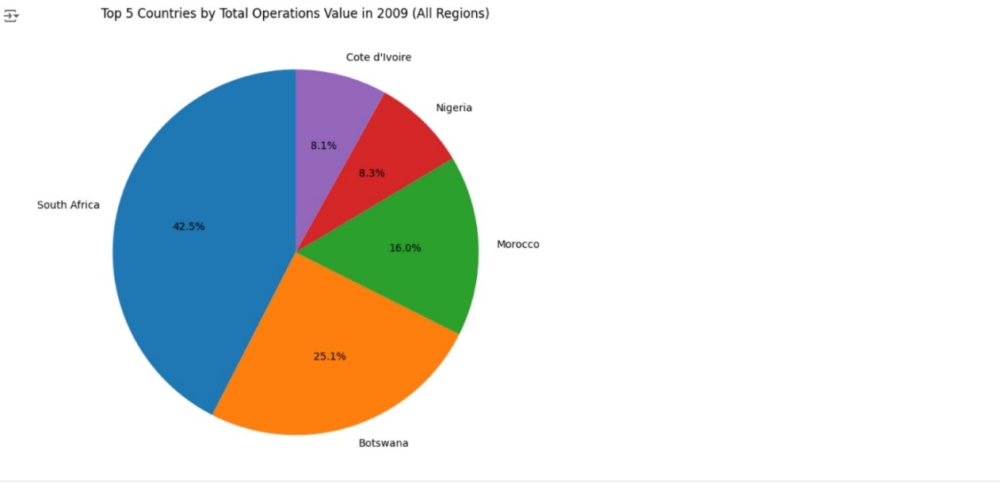 Top 5 Countries by Total Operations Value in 2009 (All Regions)
Cote d'Ivoire
Nigeria
8.1%
8.3%
South Africa
42.5%
16.0%
Morocco
25.1%
Botswana